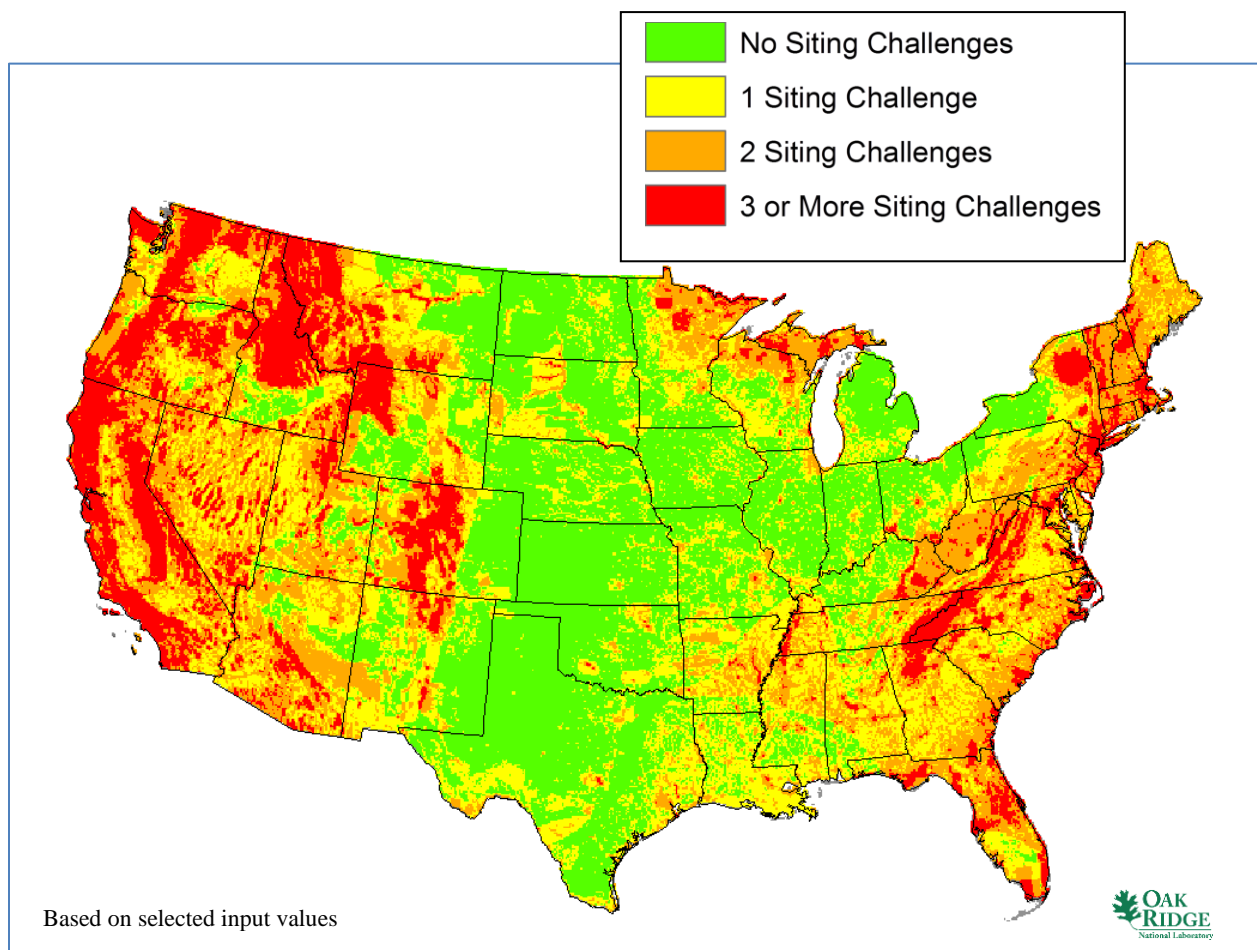 No Siting Challenges
1 Siting Challenge
2 Siting Challenges
3 or More Siting Challenges
Based on selected input values
OAK
RIDGE
National Laboratory